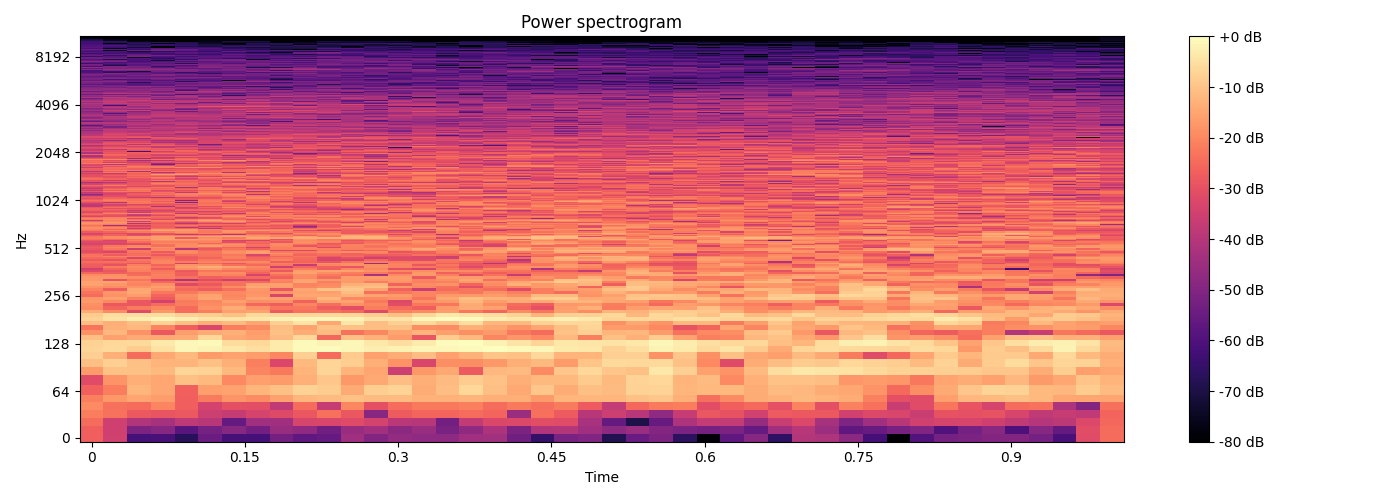 Power spectrogram
Hz
8192
4096
2048
1024
512
256
128
64
0
0 0.15 0.3 0.45 0.6 0.75 0.9
Time
+0 dB
-10 dB
-20 dB
-30 dB
-40 dB
-50 dB
-60 dB
-70 dB
-80 dB